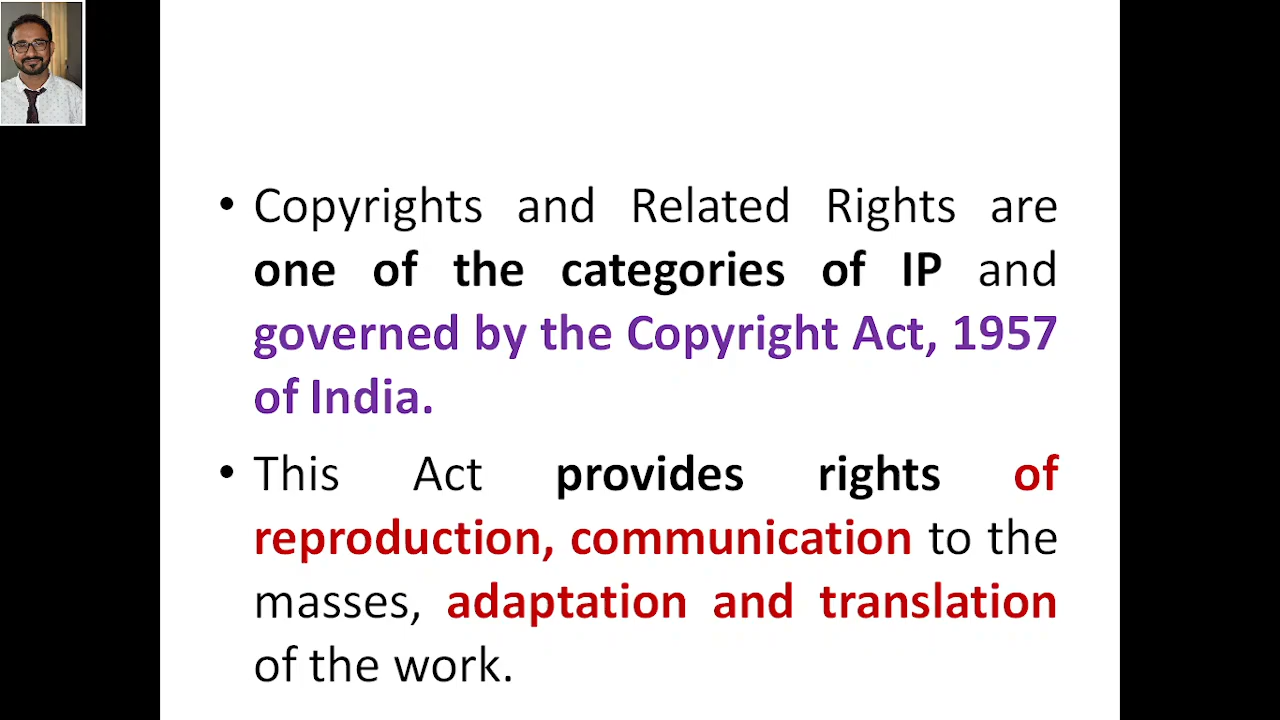 • Copyrights and Related Rights are
one of the categories of IP and
governed by the Copyright Act, 1957
of India.
• This Act provides rights of
reproduction, communication to the
masses, adaptation and translation
of the work.